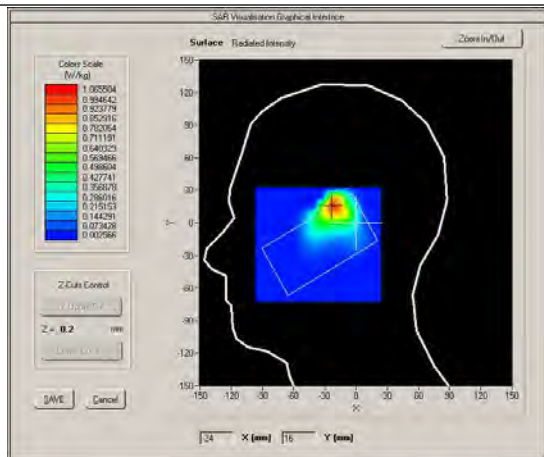 SAR Visualisation Graphical Interface
Surface Radiated Intensity
Zoom In/Out
Colors Scale
(W/kg)
1.065504
0.994642
0.923779
0.852916
0.782054
0.711191
0.640329
0.569466
0.498604
0.427741
0.356878
0.286016
0.215153
0.144291
0.073428
0.002566
150
120
90
60
30
0
-30
-60
-90
-120
-150
Y
-150 -120 -90 -60 -30 0 30 60 90 120 150
X
Z-Cuts Control
Z = 0.2 mm
SAVE
Cancel
-24 X (mm) 16 Y (mm)